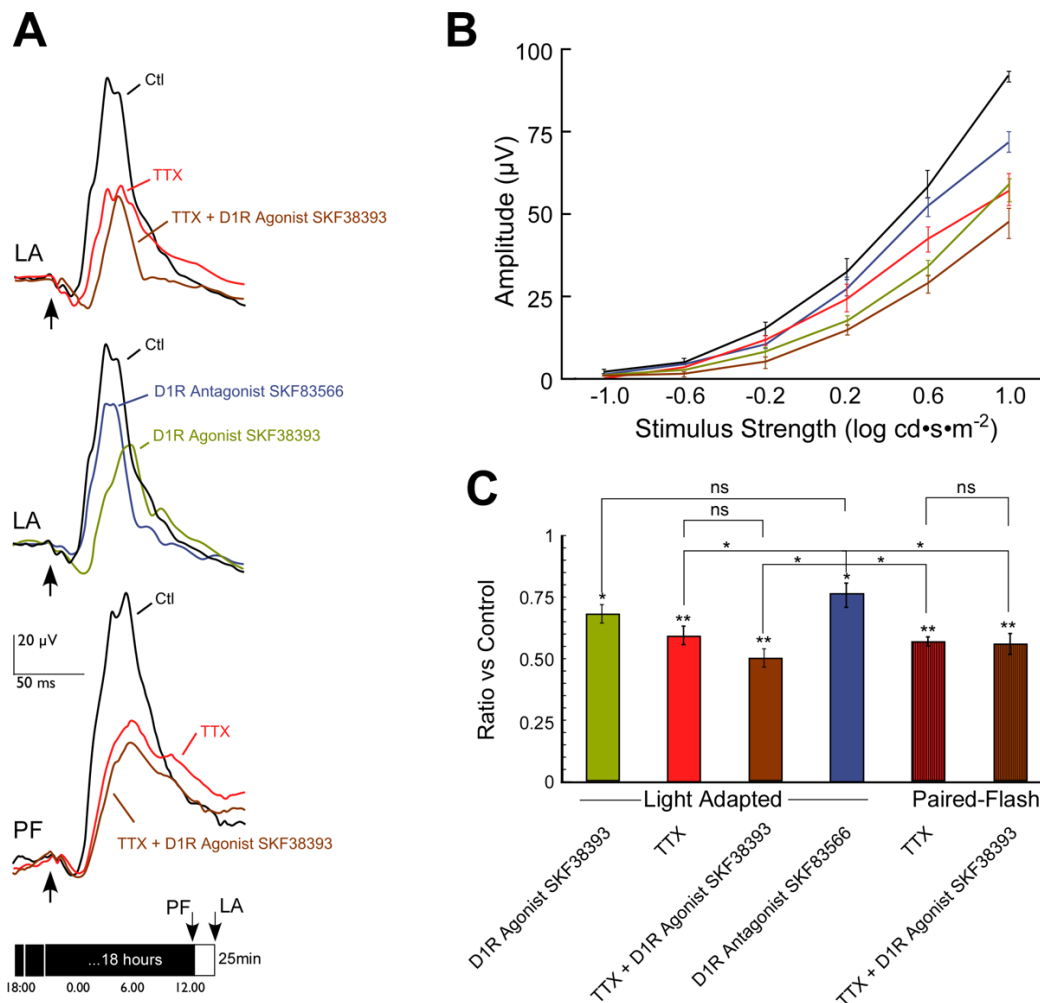 A
Ctl
TTX
TTX + D1R Agonist SKF38393
LA
Ctl
D1R Antagonist SKF83566
D1R Agonist SKF38393
LA
Ctl
20 µV
50 ms
TTX
PF
TTX + D1R Agonist SKF38393
PF
LA
...18 hours
25min
18:00
0.00
6.00
12.00
B
100
75
50
25
0
Amplitude (µV)
-1.0 -0.6 -0.2 0.2 0.6 1.0
Stimulus Strength (log cd•s•m⁻²)
C
ns
ns
ns
* *
* *
* ** ** * ** **
1
0.75
0.50
0.25
0
Ratio vs Control
Light Adapted
Paired-Flash
D1R Agonist SKF38393
TTX
TTX + D1R Agonist SKF38393
D1R Antagonist SKF83566
TTX
TTX + D1R Agonist SKF38393